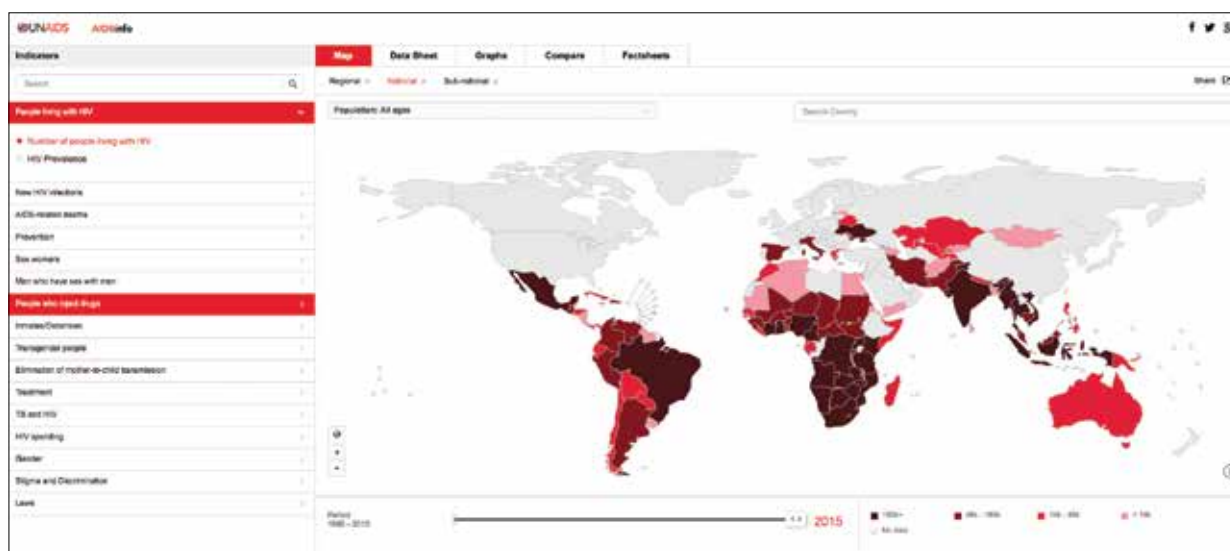 UNAIDS AIDSinfo
Indicators
Map Data Sheet Graphs Compare Factsheets
Search
Regional National Sub-national
Share
People living with HIV
Population: All ages
Search Country
Number of people living with HIV
HIV Prevalence
New HIV infections
AIDS-related deaths
Prevention
Sex workers
Men who have sex with men
People who inject drugs
Inmates/Detainees
Transgender people
Elimination of mother-to-child transmission
Treatment
TB and HIV
HIV spending
Gender
Stigma and Discrimination
Laws
Period
1990 - 2015
2015
No data